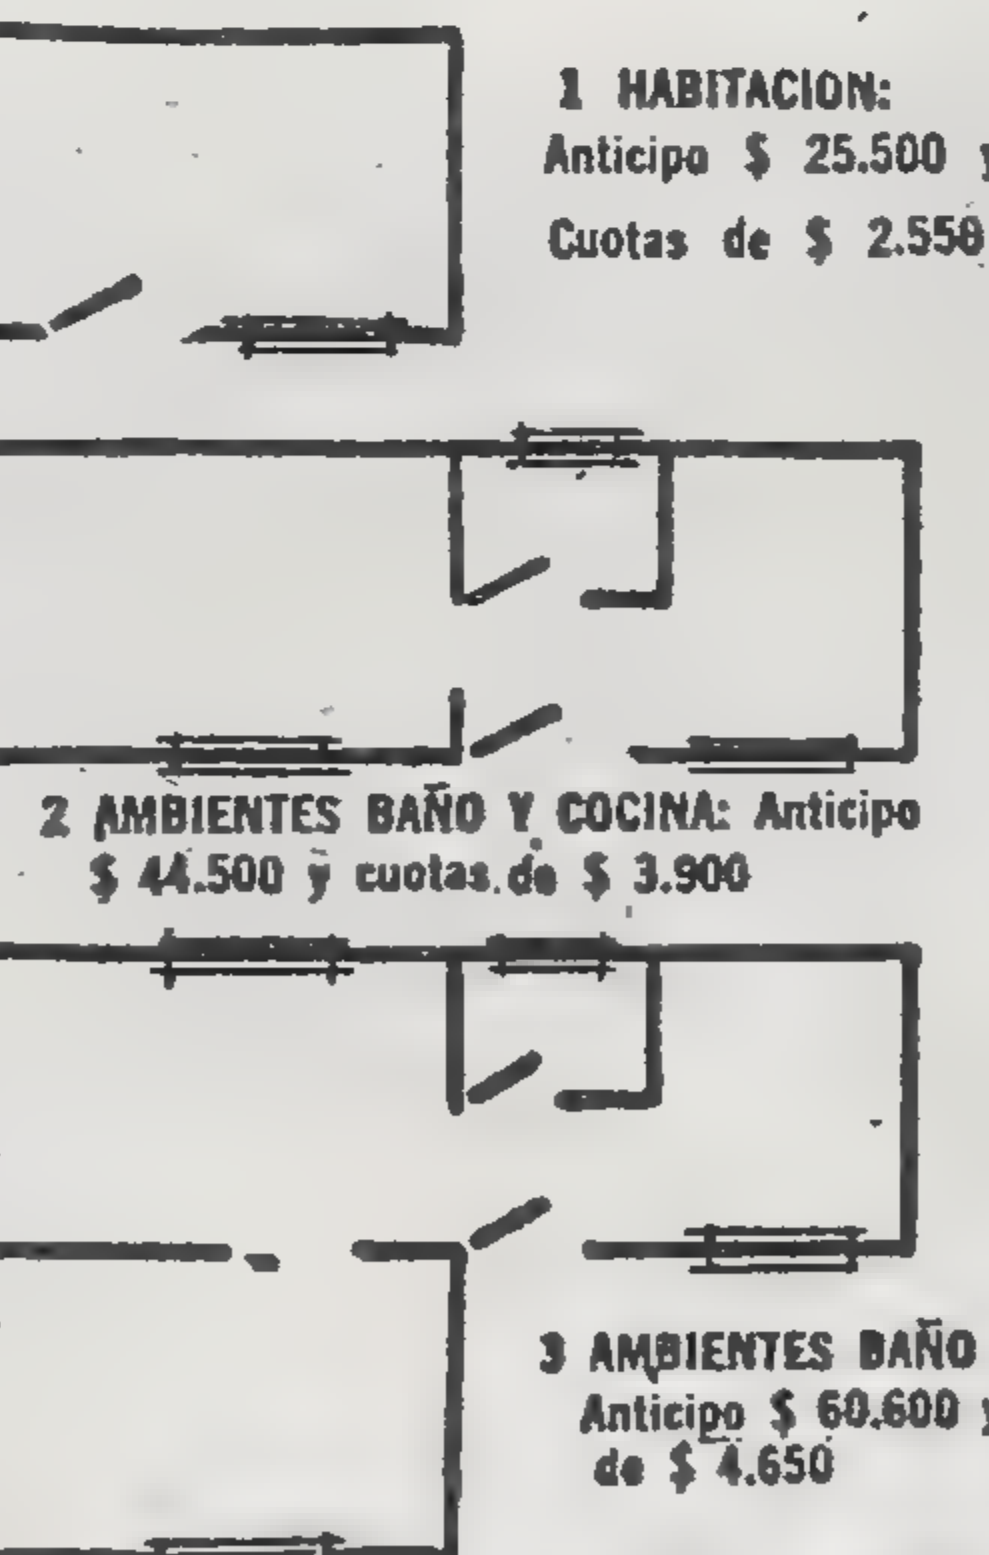 1 HABITACION:
Anticipo $ 25.500 y
Cuotas de $ 2.550
2 AMBIENTES BAÑO Y COCINA: Anticipo
$ 44.500 y cuotas de $ 3.900
3 AMBIENTES BAÑO
Anticipo $ 60.600 y
de $ 4.650